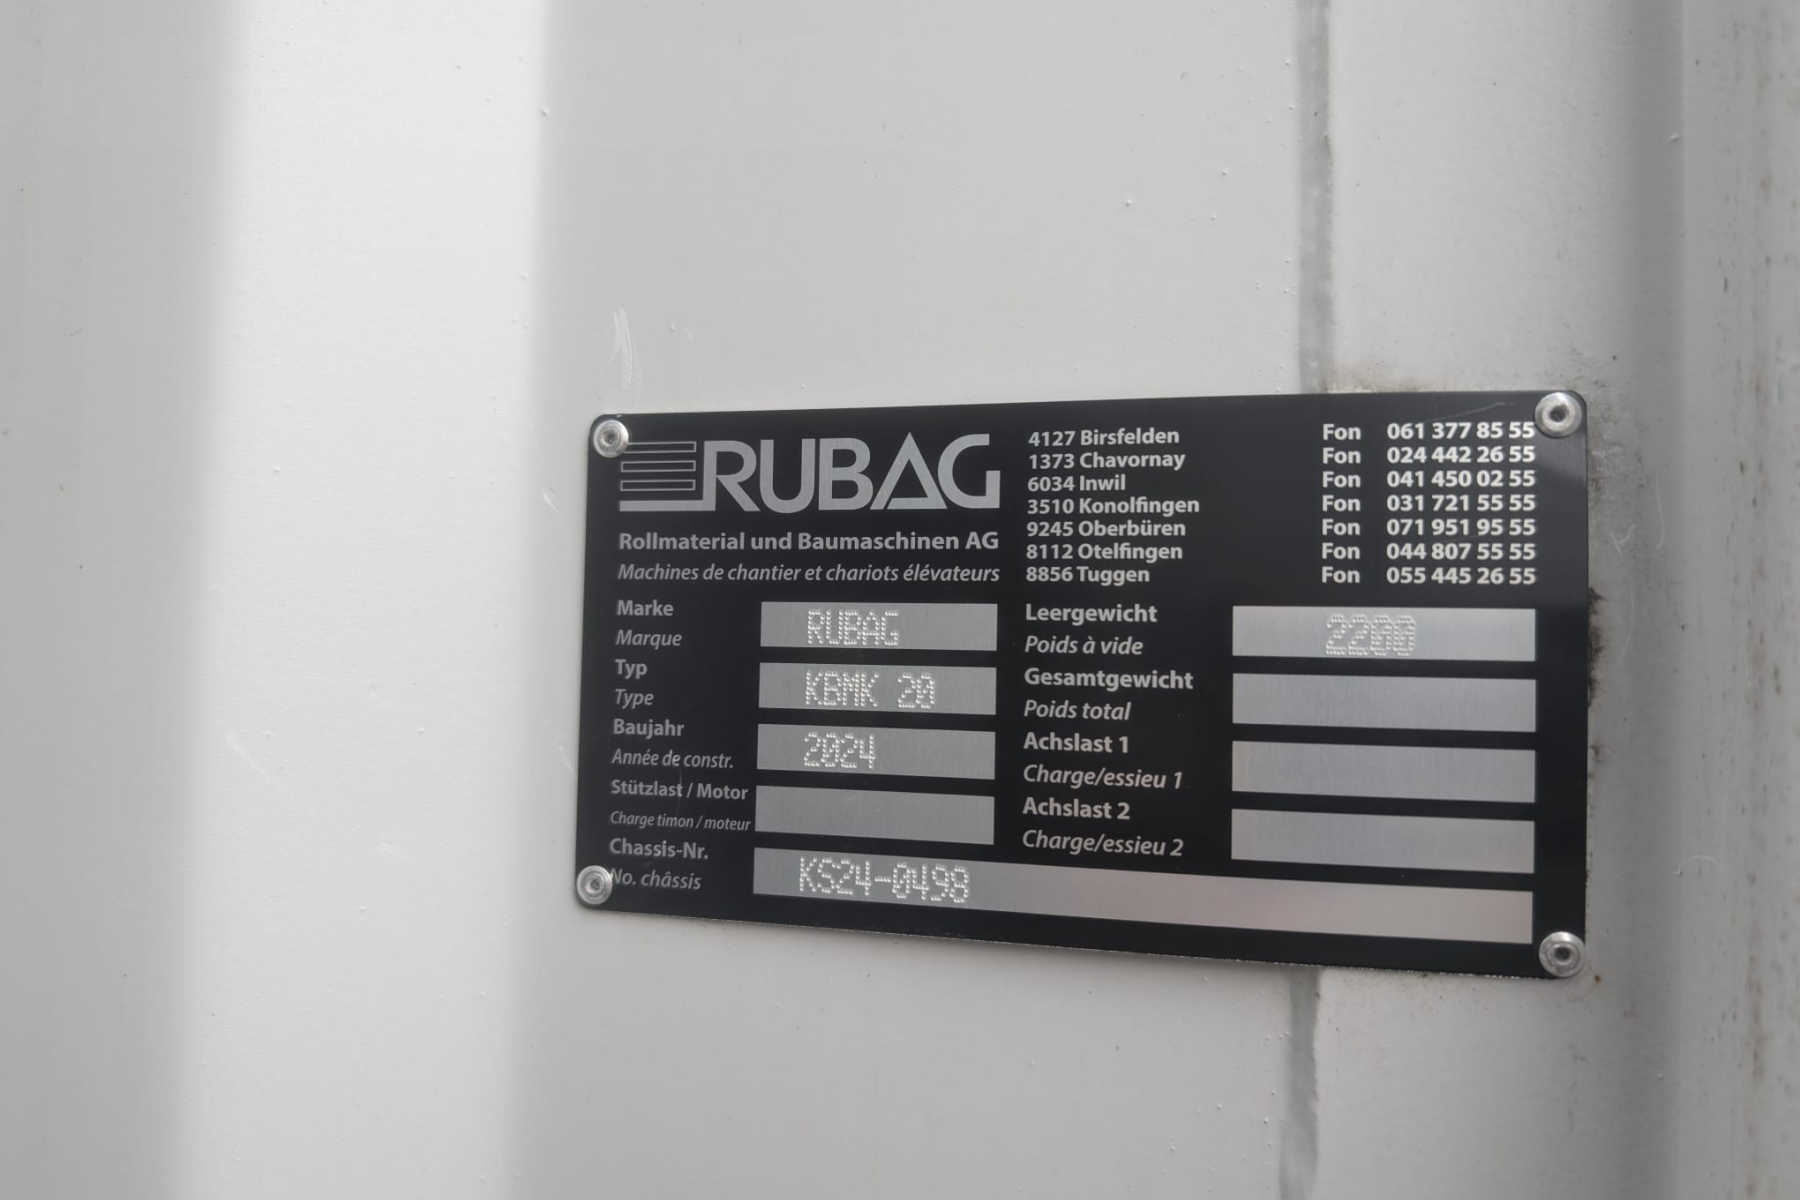 RUBAG
Rollmaterial und Baumaschinen AG
Machines de chantier et chariots élévateurs
4127 Birsfelden Fon 061 377 85 55
1373 Chavornay Fon 024 442 26 55
6034 Inwil Fon 041 450 02 55
3510 Konolfingen Fon 031 721 55 55
9245 Oberbüren Fon 071 951 95 55
8112 Otelfingen Fon 044 807 55 55
8856 Tuggen Fon 055 445 26 55
Marke RUBAG
Marque
Typ KBMK 20
Type
Baujahr 2024
Année de constr.
Stützlast / Motor
Charge timon / moteur
Chassis-Nr. KS24-0498
No. châssis
Leergewicht 2200
Poids à vide
Gesamtgewicht
Poids total
Achslast 1
Charge/essieu 1
Achslast 2
Charge/essieu 2